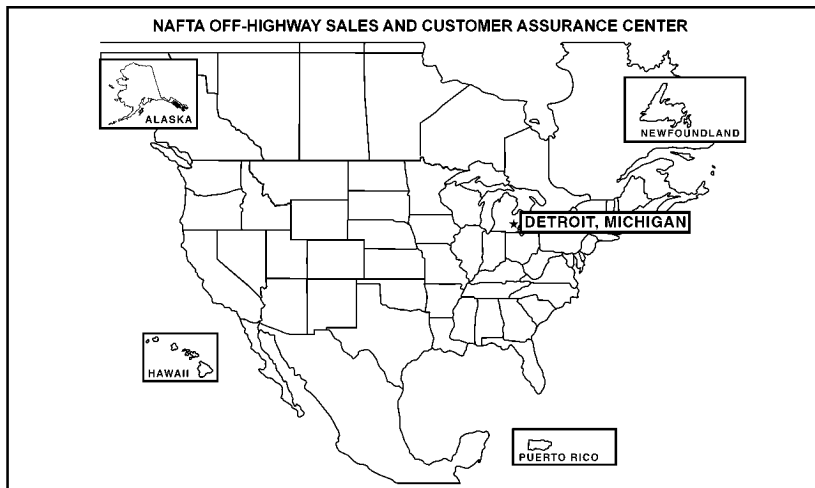 NAFTA OFF-HIGHWAY SALES AND CUSTOMER ASSURANCE CENTER
ALASKA
NEWFOUNDLAND
DETROIT, MICHIGAN
HAWAII
PUERTO RICO